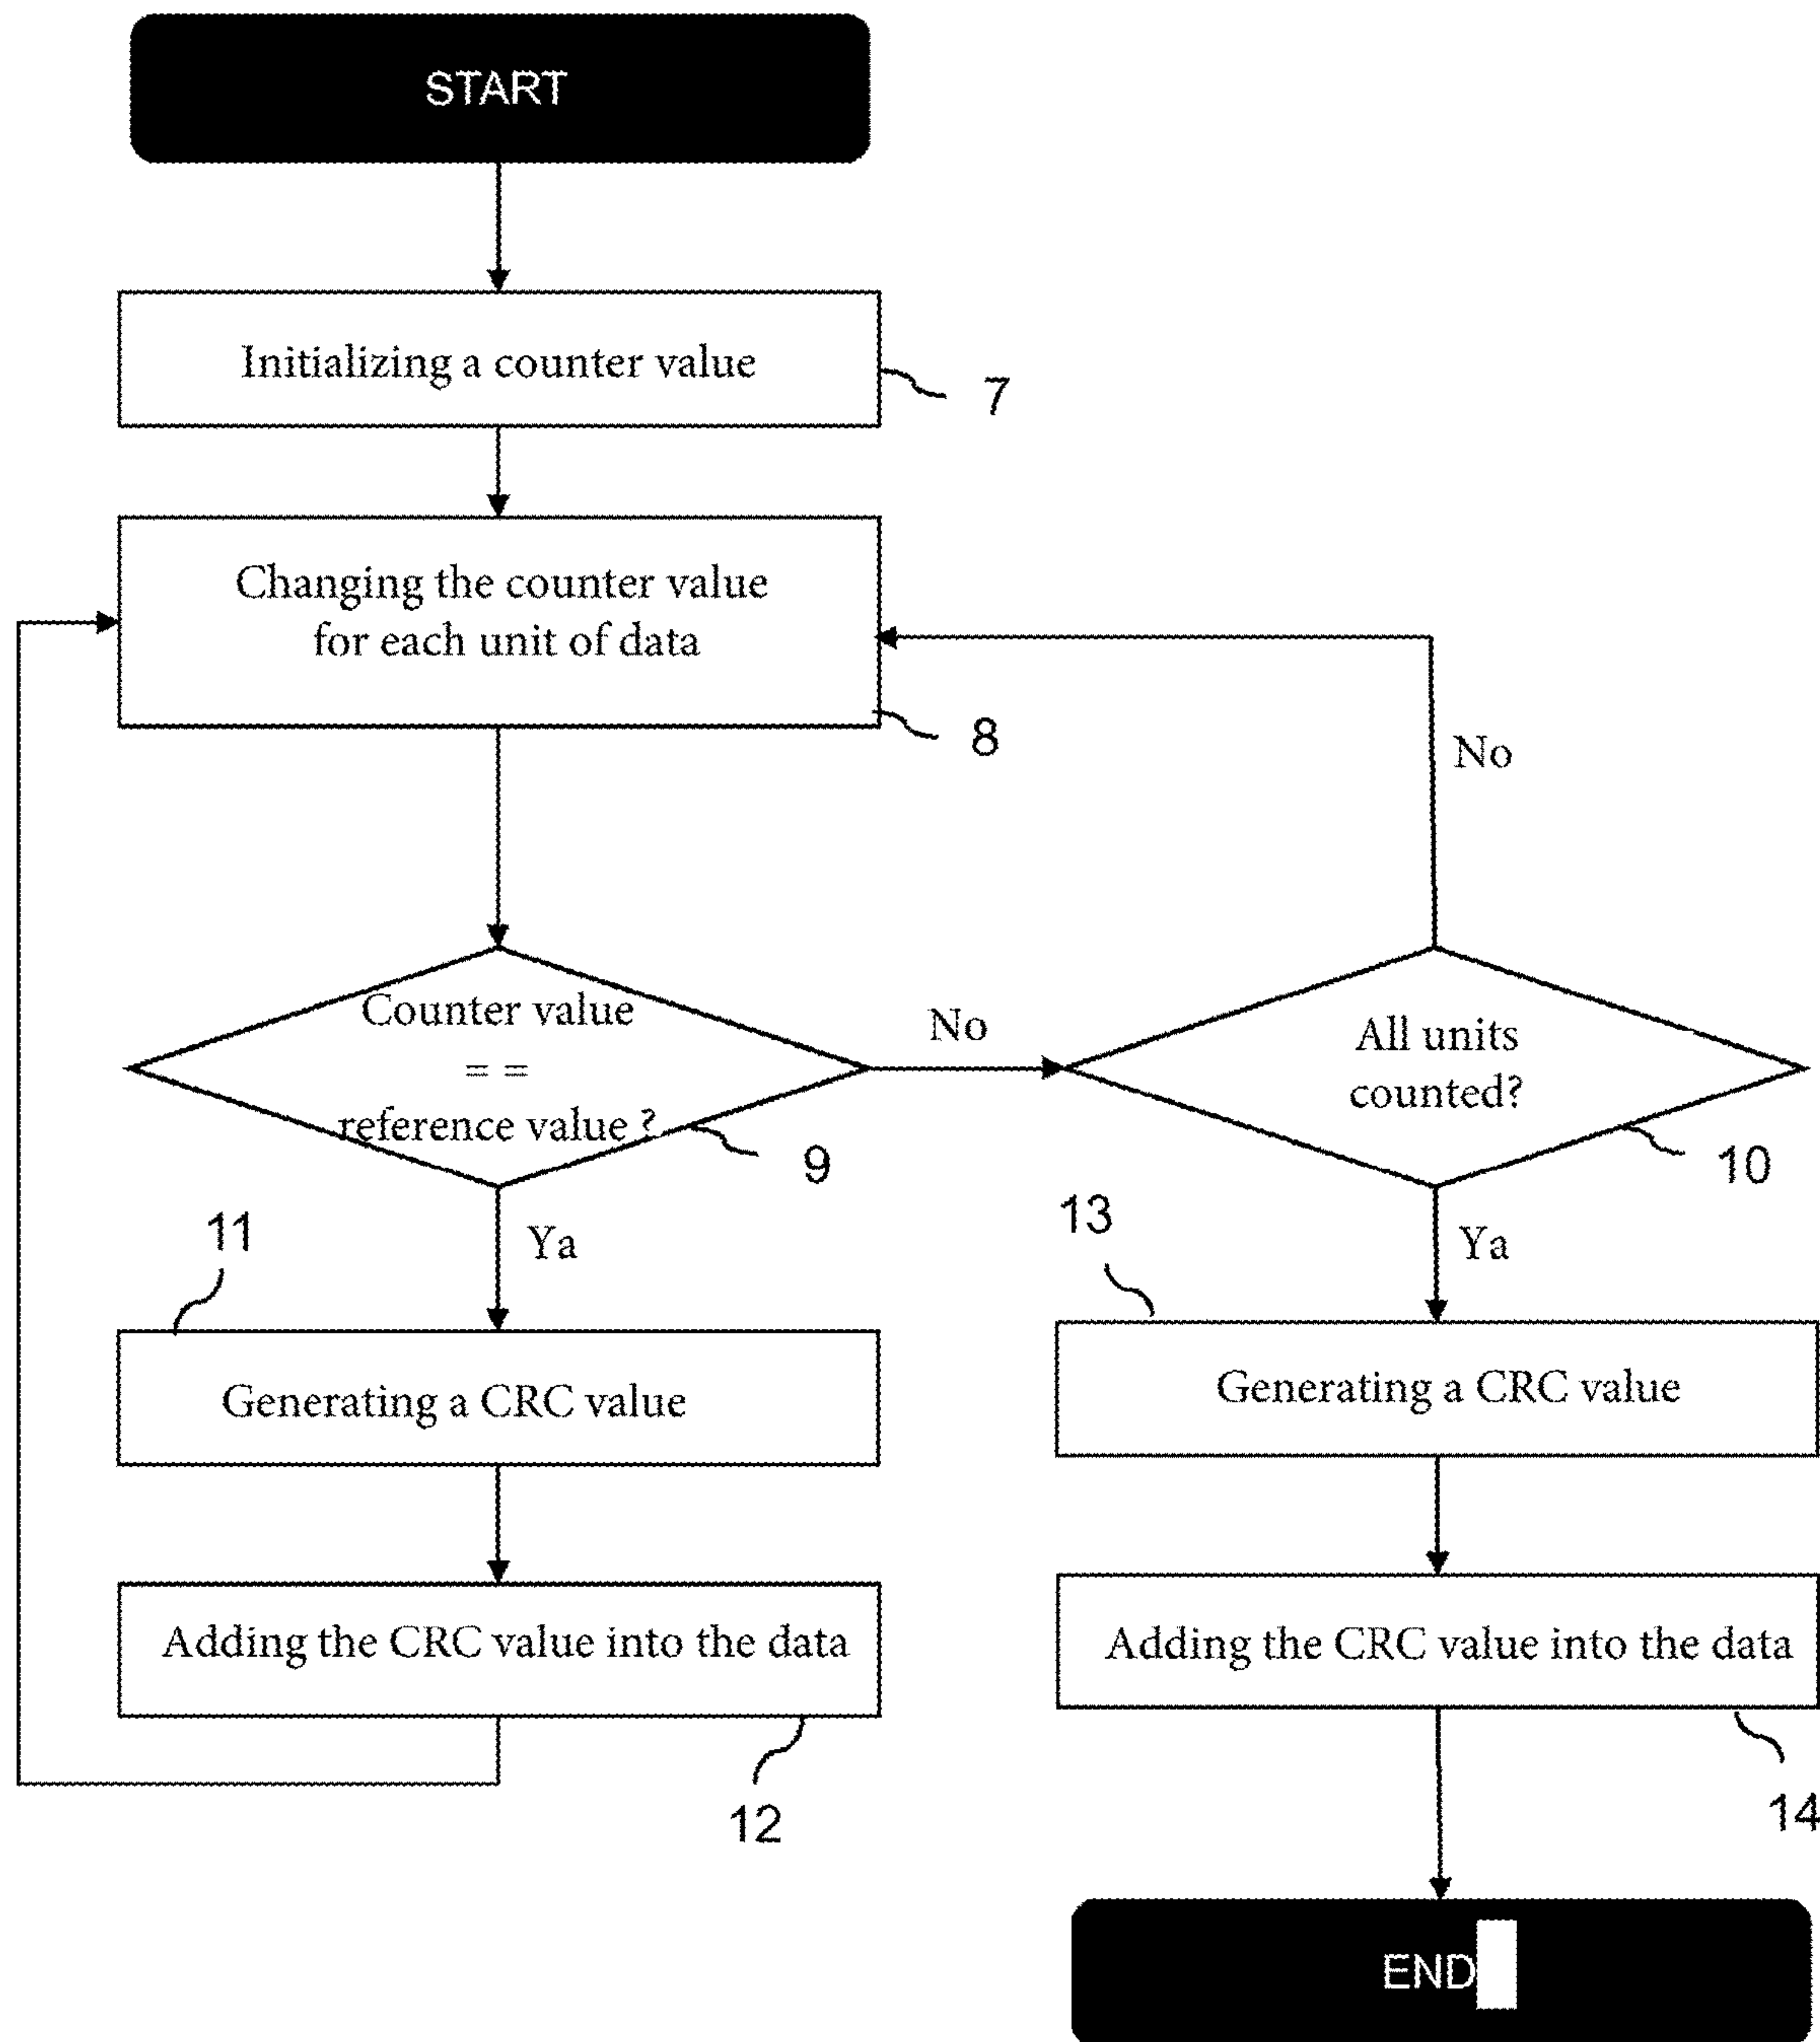 START
Initializing a counter value
7
Changing the counter value
for each unit of data
8
No
Counter value
= =
reference value ?
9
No
All units
counted?
10
11
Ya
13
Ya
Generating a CRC value
Generating a CRC value
Adding the CRC value into the data
12
Adding the CRC value into the data
14
END